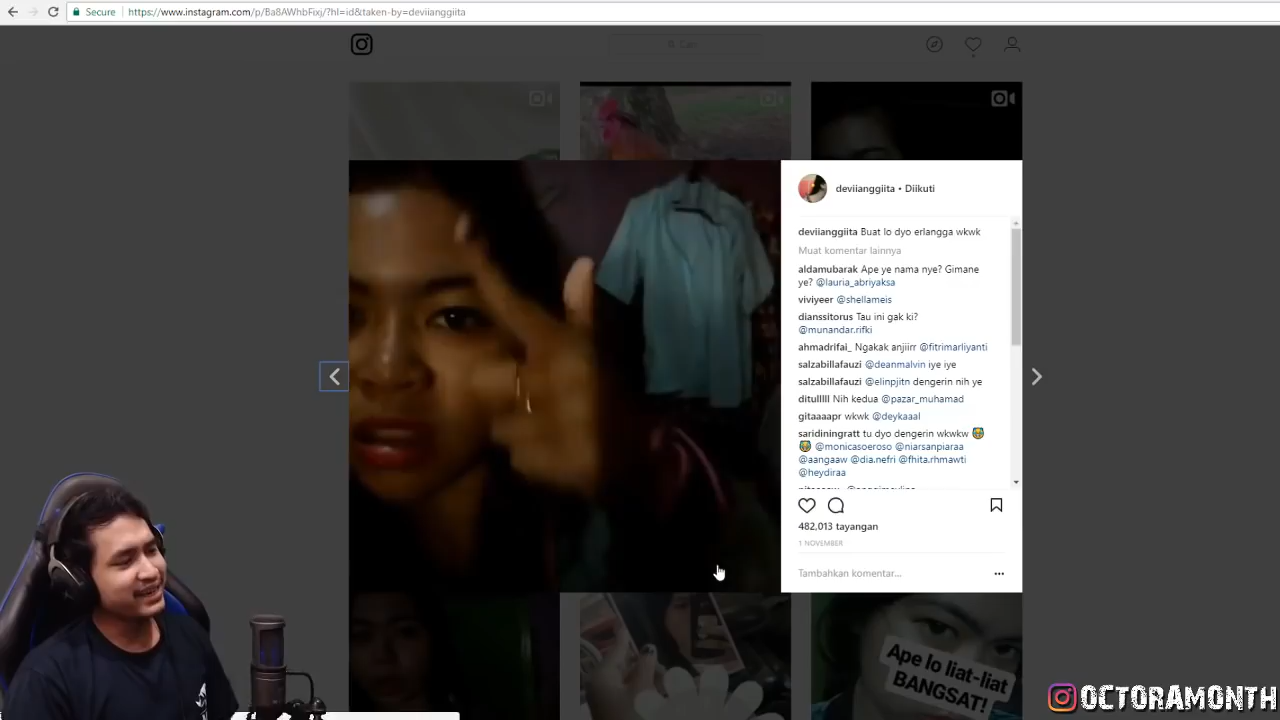 Secure
https://www.instagram.com/p/Ba8AWhbFixj/?hl=id&taken-by=deviianggiita
Cari
deviianggiita • Diikuti
deviianggiita Buat lo dyo erlangga wkwk
Muat komentar lainnya
aldamubarak Ape ye nama nye? Gimane
ye? @lauria_abriyaksa
viviyeer @shellameis
dianssitorus Tau ini gak ki?
@munandar.rifki
ahmadrifai_ Ngakak anjiirr @fitrimarliyanti
salzabillafauzi @deanmalvin iye iye
salzabillafauzi @elinpjitn dengerin nih ye
ditulllll Nih kedua @pazar_muhamad
gitaaaapr wkwk @deykaaal
saridiningratt tu dyo dengerin wkwkw
@monicasoeroso @niarsanpiaraa
@aangaaw @dia.nefri @fhita.rhmawti
@heydiraa
482,013 tayangan
1 NOVEMBER
Tambahkan komentar...
Ape lo liat-liat
BANGSAT!
OCTORAMONTH